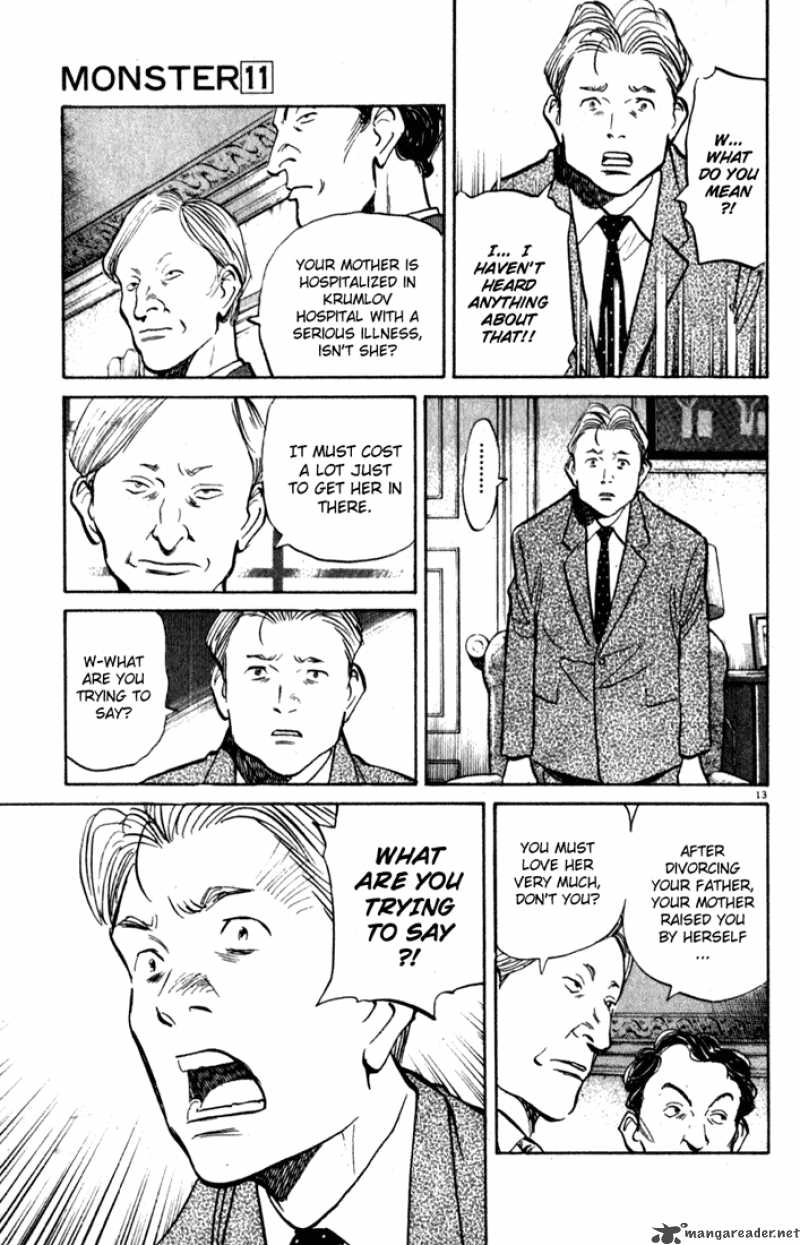 W...
WHAT
DO YOU
MEAN
?!
I... I
HAVEN'T
HEARD
ANYTHING
ABOUT
THAT!!
MONSTER 11
YOUR MOTHER IS
HOSPITALIZED IN
KRUMLOV
HOSPITAL WITH A
SERIOUS ILLNESS,
ISN'T SHE?
........
IT MUST COST
A LOT JUST
TO GET HER IN
THERE.
W-WHAT
ARE YOU
TRYING TO
SAY?
13
AFTER
DIVORCING
YOUR FATHER,
YOUR MOTHER
RAISED YOU
BY HERSELF
...
YOU MUST
LOVE HER
VERY MUCH,
DON'T YOU?
WHAT
ARE YOU
TRYING
TO SAY
?!
mangareader.net